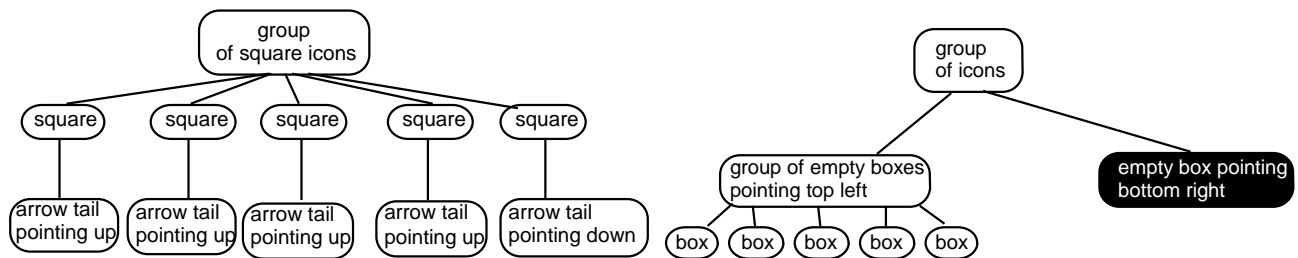 group
of square icons
square
square
square
square
square
arrow tail
pointing up
arrow tail
pointing up
arrow tail
pointing up
arrow tail
pointing up
arrow tail
pointing down
group
of icons
group of empty boxes
pointing top left
empty box pointing
bottom right
box
box
box
box
box